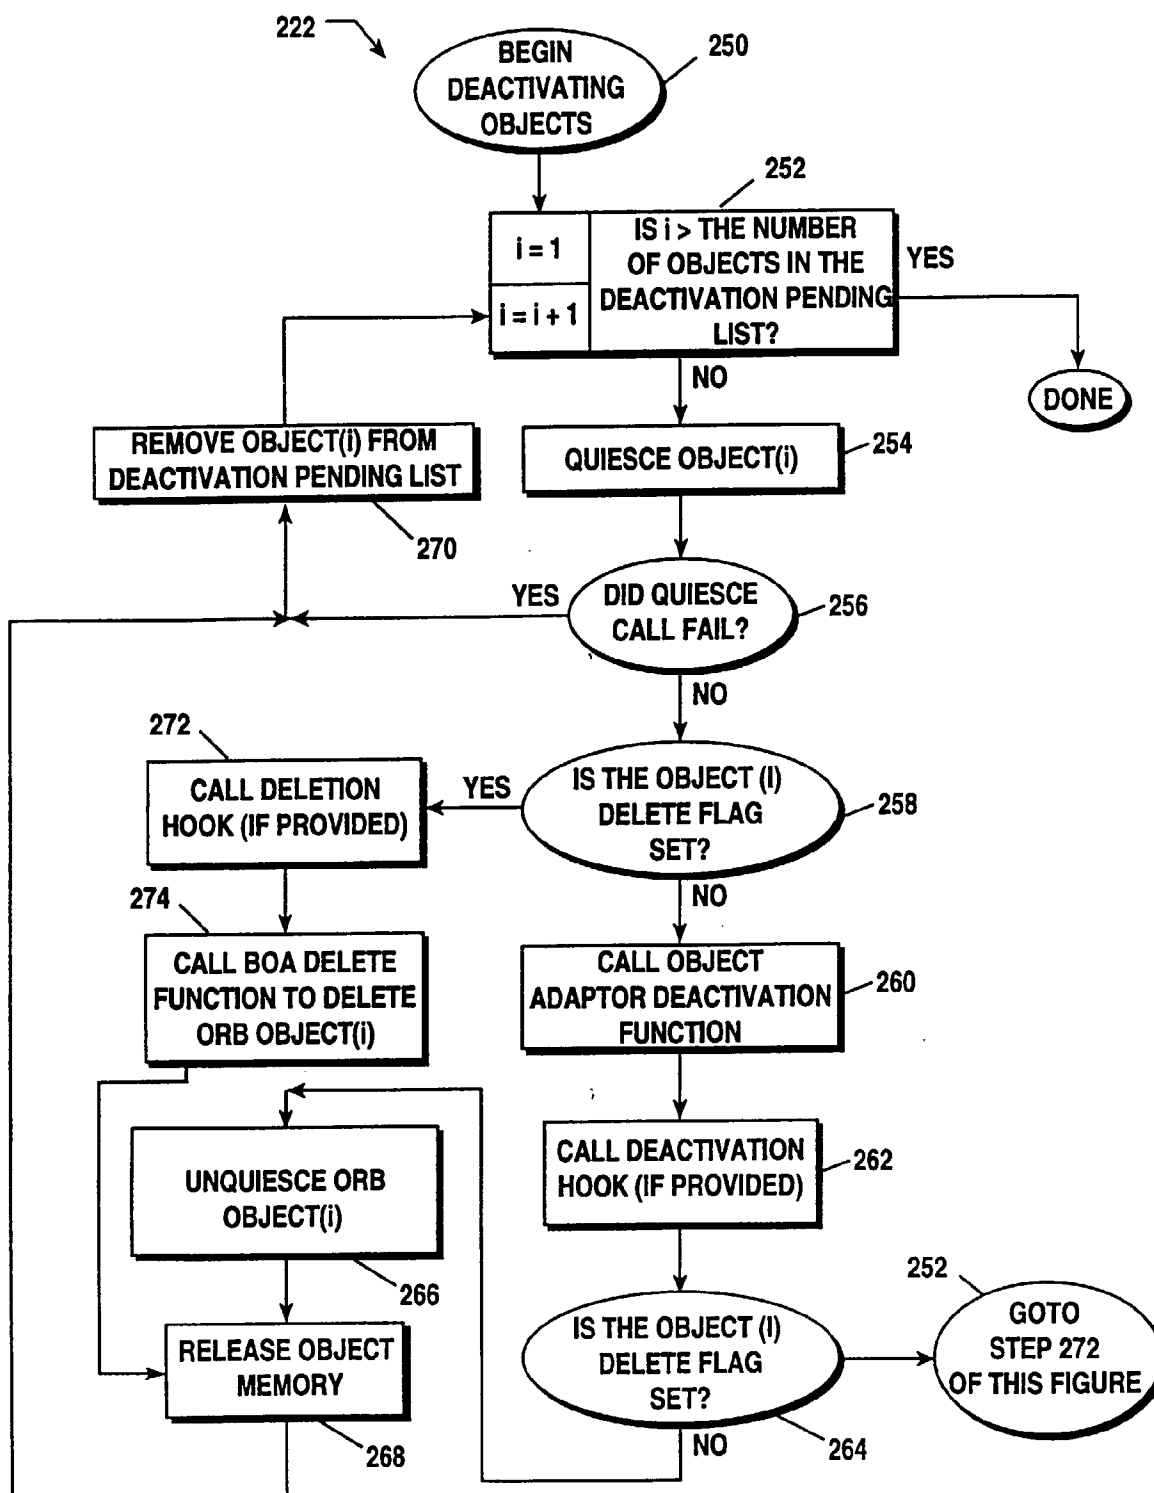 222
BEGIN
DEACTIVATING
OBJECTS
250
252
i = 1
i = i + 1
IS i > THE NUMBER
OF OBJECTS IN THE
DEACTIVATION PENDING
LIST?
YES
NO
DONE
REMOVE OBJECT(i) FROM
DEACTIVATION PENDING LIST
270
QUIESCE OBJECT(i)
254
YES
DID QUIESCE
CALL FAIL?
256
NO
272
CALL DELETION
HOOK (IF PROVIDED)
YES
IS THE OBJECT (I)
DELETE FLAG
SET?
258
NO
274
CALL BOA DELETE
FUNCTION TO DELETE
ORB OBJECT(i)
CALL OBJECT
ADAPTOR DEACTIVATION
FUNCTION
260
UNQUIESCE ORB
OBJECT(i)
266
CALL DEACTIVATION
HOOK (IF PROVIDED)
262
RELEASE OBJECT
MEMORY
268
IS THE OBJECT (I)
DELETE FLAG
SET?
264
NO
252
GOTO
STEP 272
OF THIS FIGURE